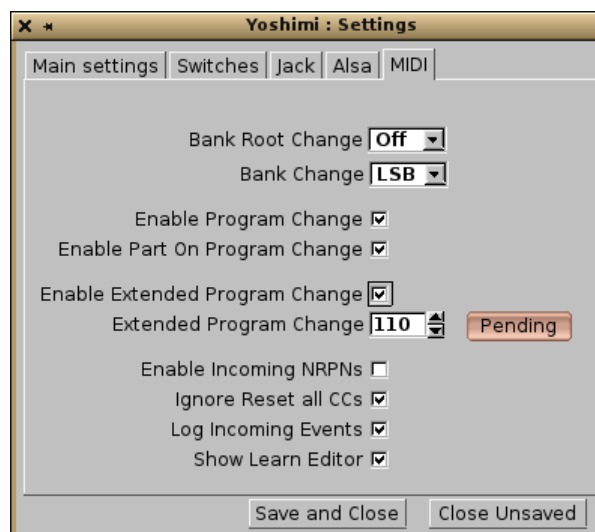 Yoshimi : Settings
Main settings Switches Jack Alsa MIDI
Bank Root Change Off
Bank Change LSB
Enable Program Change
Enable Part On Program Change
Enable Extended Program Change
Extended Program Change 110 Pending
Enable Incoming NRPNs
Ignore Reset all CCs
Log Incoming Events
Show Learn Editor
Save and Close Close Unsaved